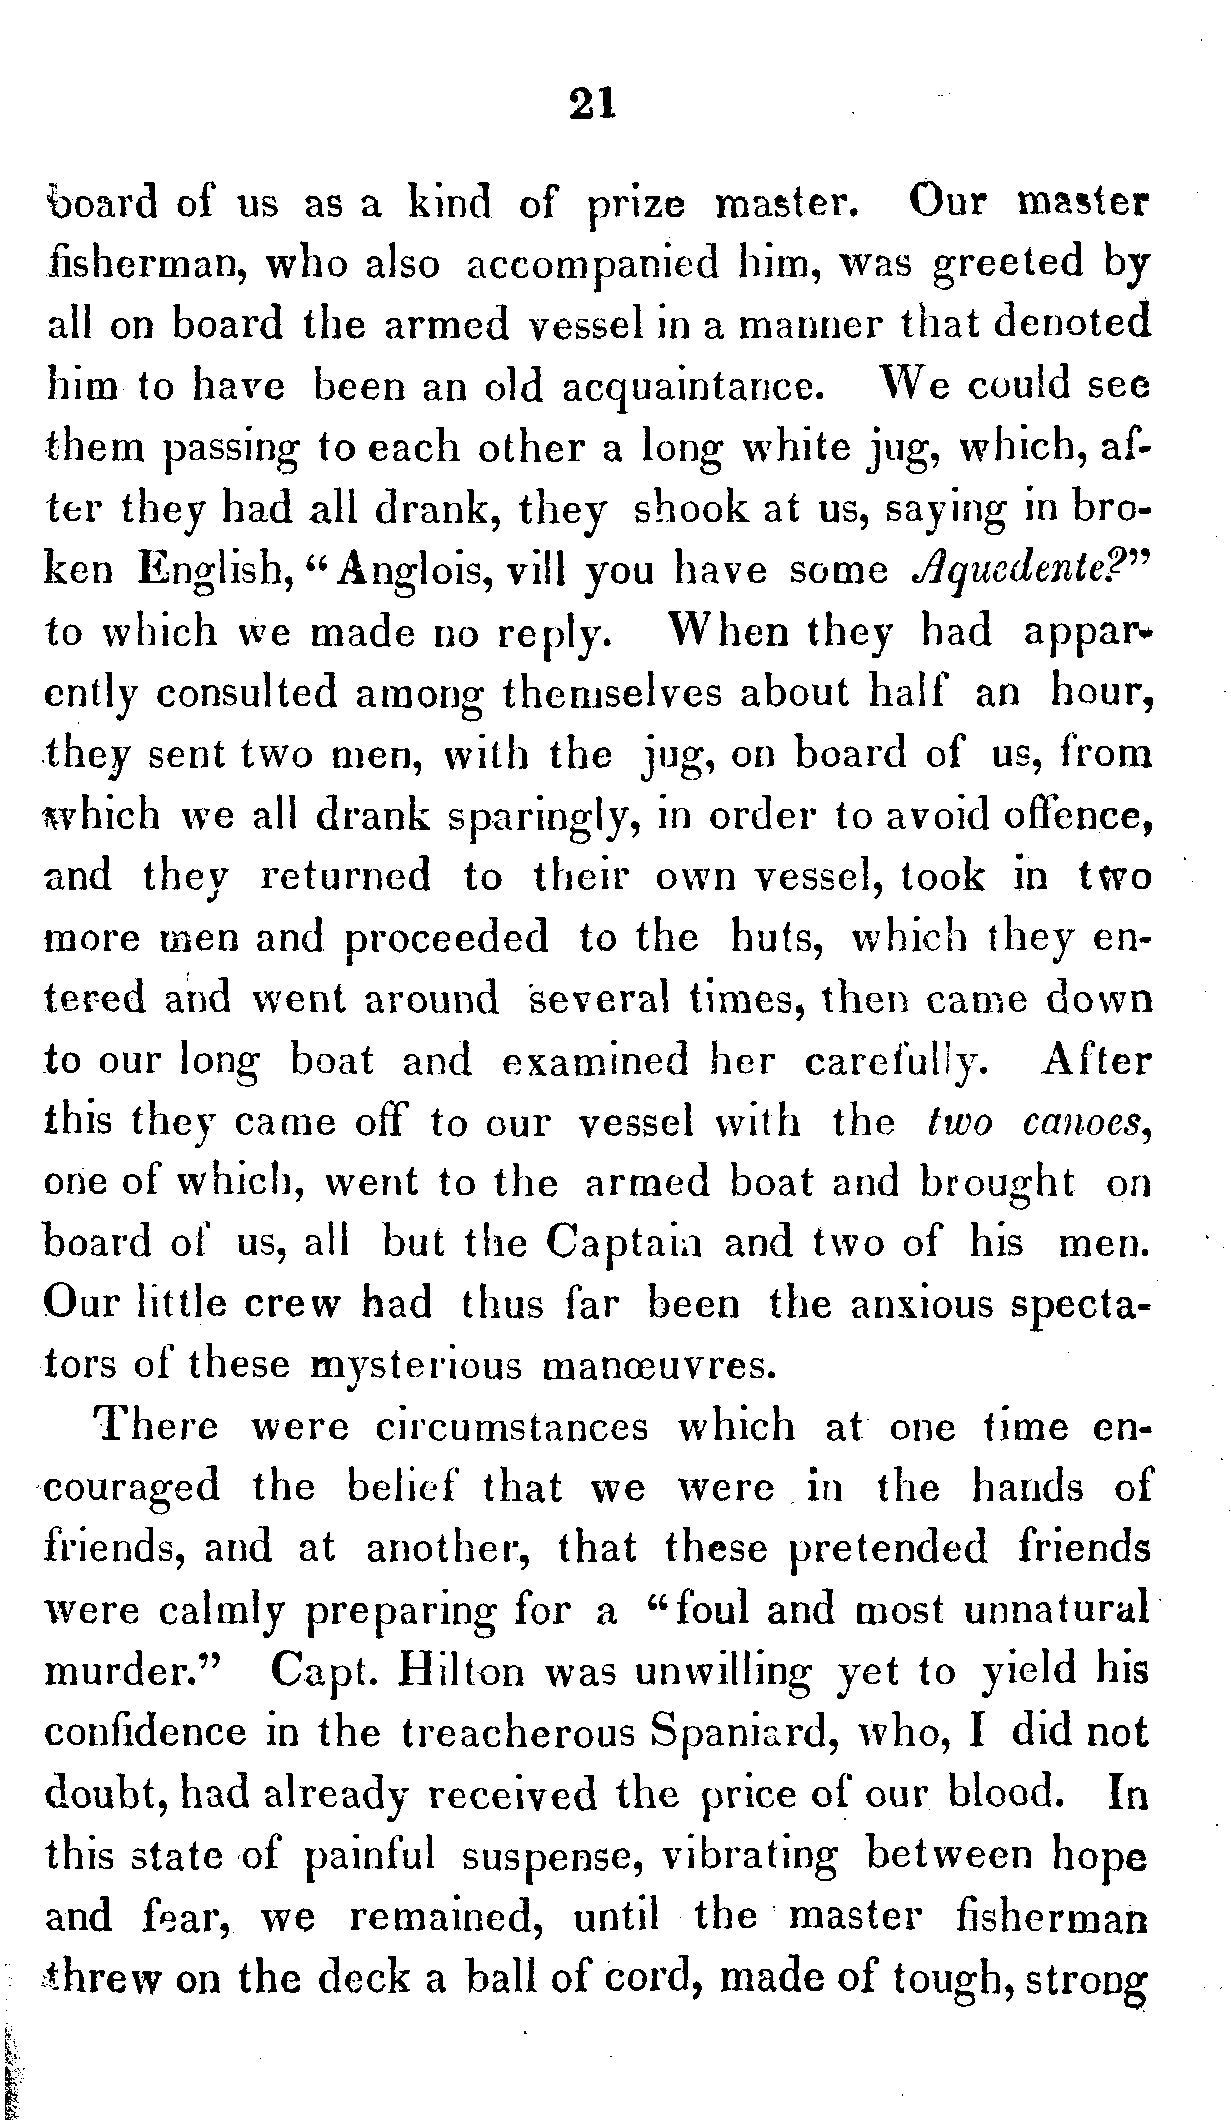 21
board of us as a kind of prize master. Our master
fisherman, who also accompanied him, was greeted by
all on board the armed vessel in a manner that denoted
him to have been an old acquaintance. We could see
them passing to each other a long white jug, which, af-
ter they had all drank, they shook at us, saying in bro-
ken English, “Anglois, vill you have some Aquedente?”
to which we made no reply. When they had appar-
ently consulted among themselves about half an hour,
they sent two men, with the jug, on board of us, from
which we all drank sparingly, in order to avoid offence,
and they returned to their own vessel, took in two
more men and proceeded to the huts, which they en-
tered and went around several times, then came down
to our long boat and examined her carefully. After
this they came off to our vessel with the two canoes,
one of which, went to the armed boat and brought on
board of us, all but the Captain and two of his men.
Our little crew had thus far been the anxious specta-
tors of these mysterious manœuvres.
There were circumstances which at one time en-
couraged the belief that we were in the hands of
friends, and at another, that these pretended friends
were calmly preparing for a “foul and most unnatural
murder.” Capt. Hilton was unwilling yet to yield his
confidence in the treacherous Spaniard, who, I did not
doubt, had already received the price of our blood. In
this state of painful suspense, vibrating between hope
and fear, we remained, until the master fisherman
threw on the deck a ball of cord, made of tough, strong